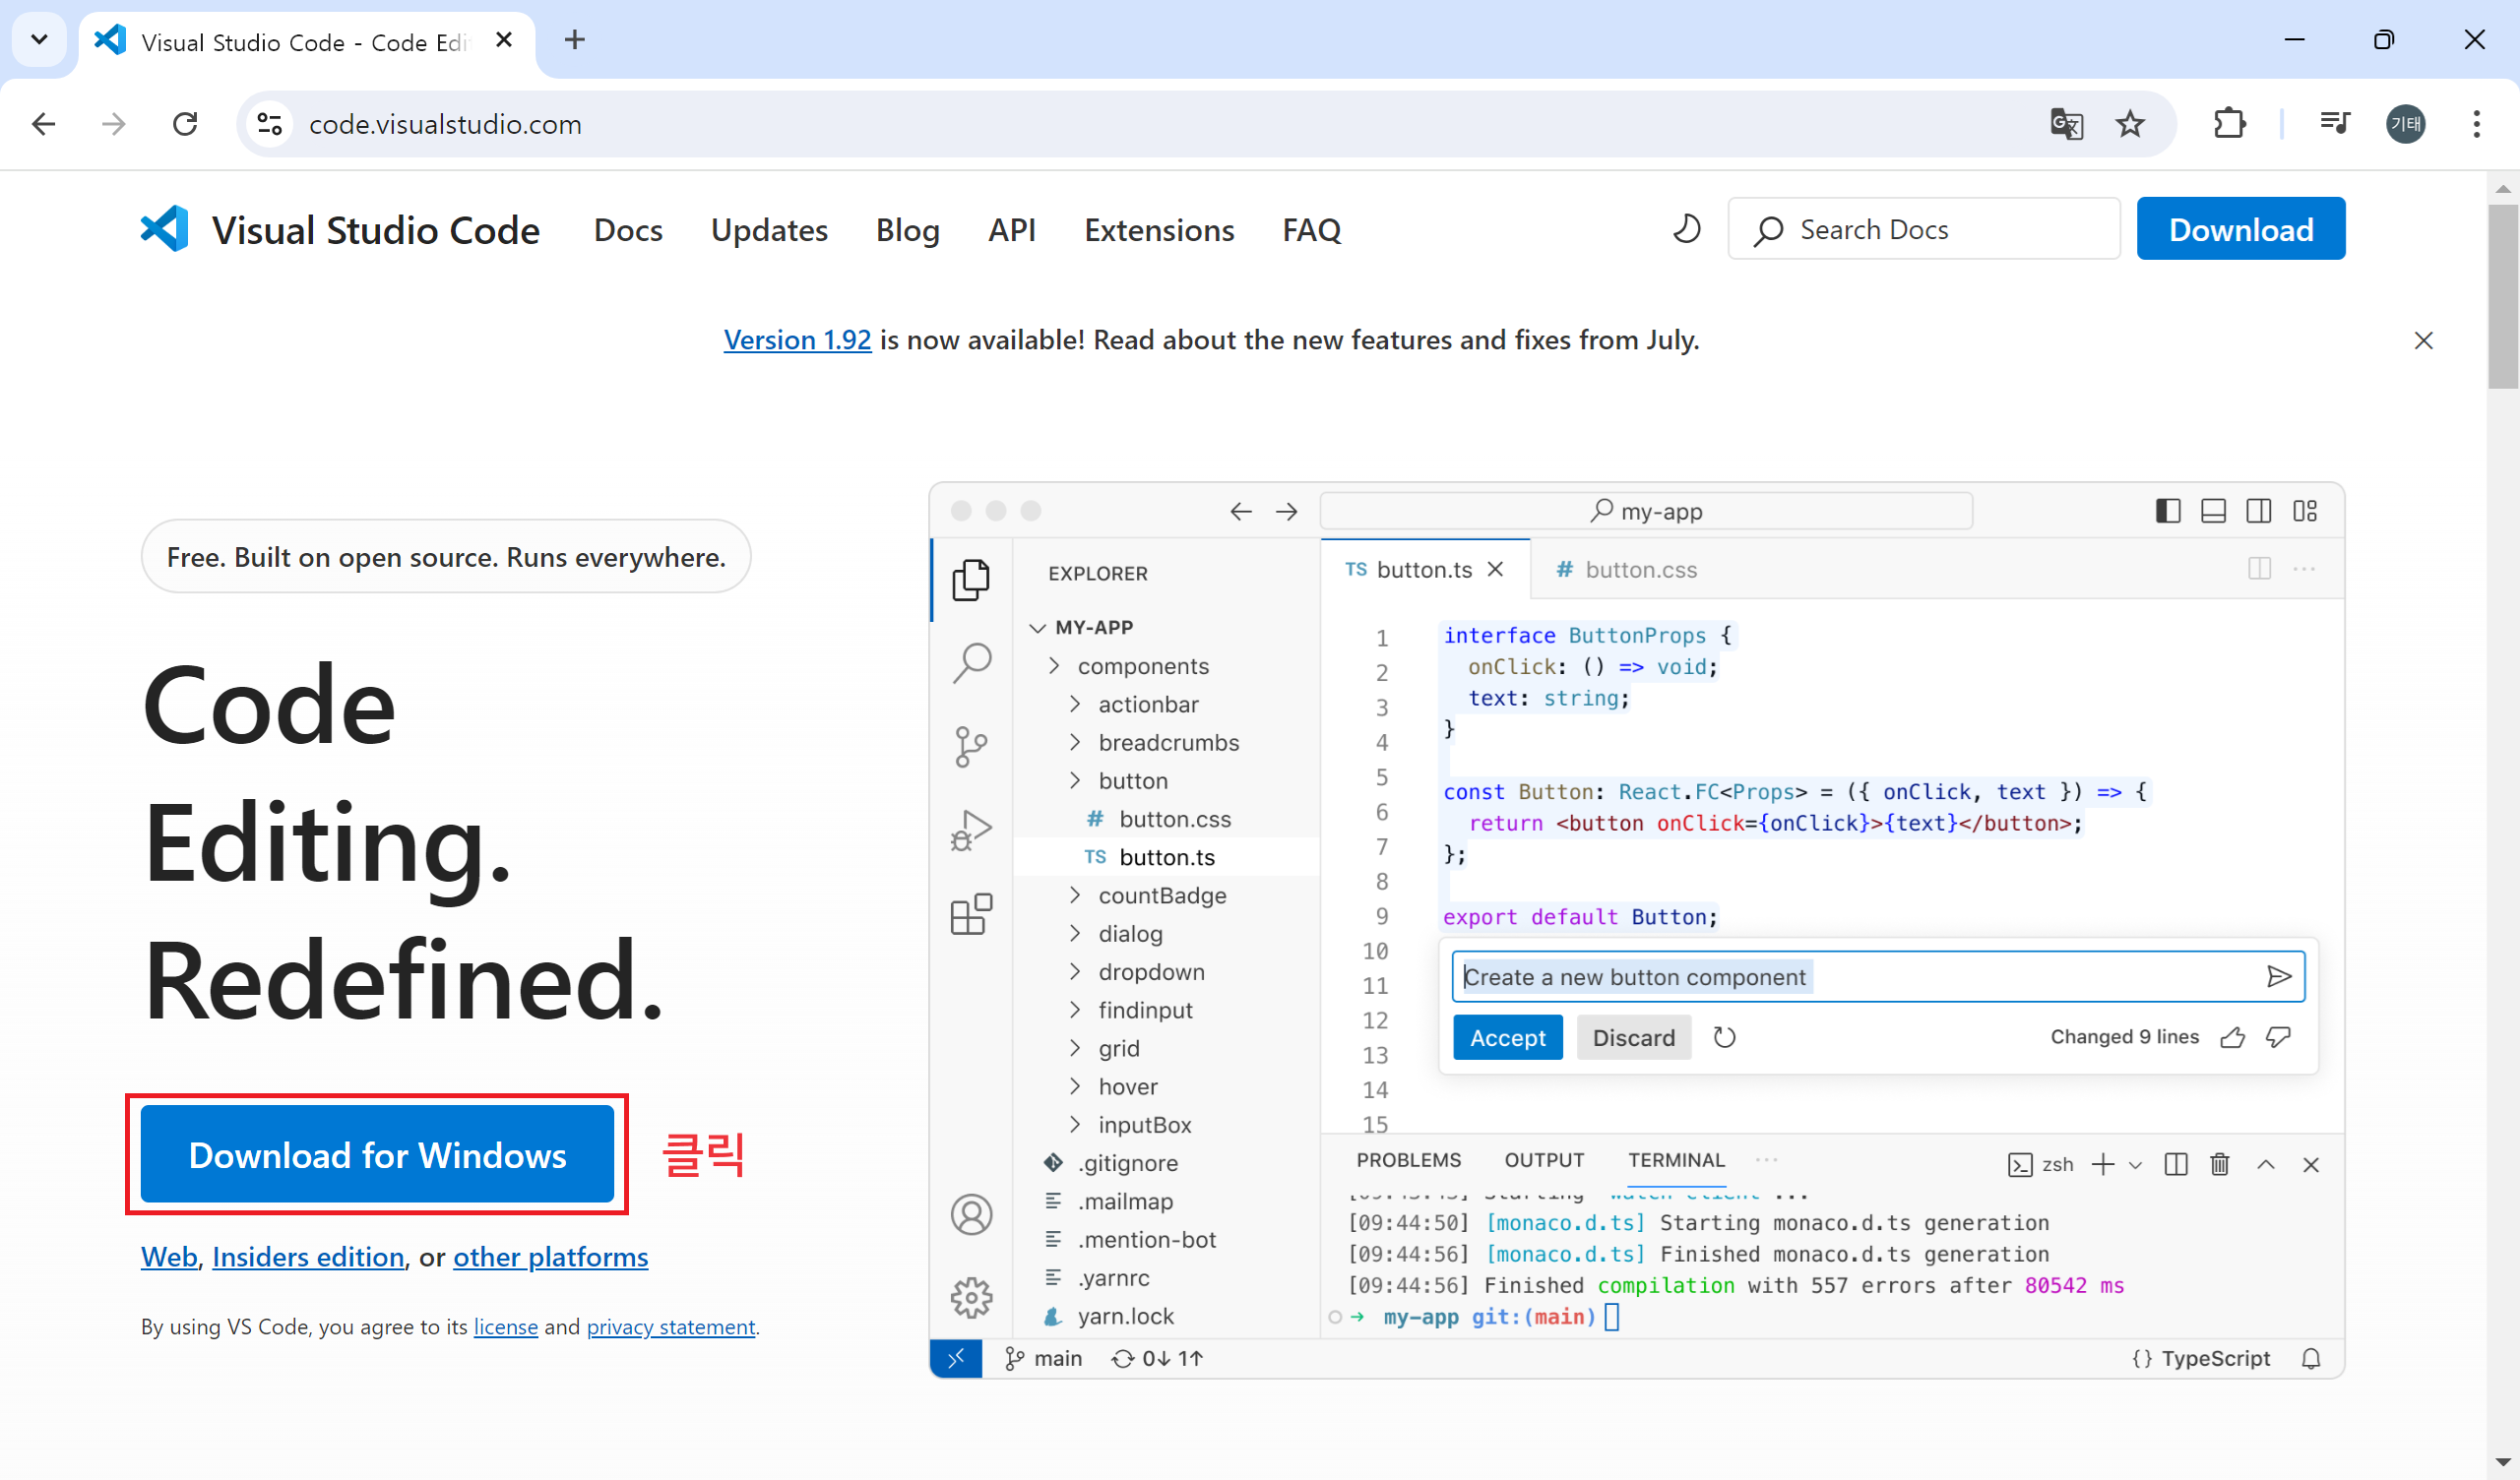 Visual Studio Code - Code Edi
code.visualstudio.com
기태
Visual Studio Code
Docs
Updates
Blog
API
Extensions
FAQ
Search Docs
Download
Version 1.92 is now available! Read about the new features and fixes from July.
Free. Built on open source. Runs everywhere.
Code
Editing.
Redefined.
Download for Windows
클릭
Web, Insiders edition, or other platforms
By using VS Code, you agree to its license and privacy statement.
my-app
EXPLORER
MY-APP
components
actionbar
breadcrumbs
button
# button.css
TS button.ts
countBadge
dialog
dropdown
findinput
grid
hover
inputBox
.gitignore
.mailmap
.mention-bot
.yarnrc
yarn.lock
TS button.ts
# button.css
1 interface ButtonProps {
2 onClick: () => void;
3 text: string;
4 }
5
6 const Button: React.FC<Props> = ({ onClick, text }) => {
7 return <button onClick={onClick}>{text}</button>;
8 };
9 export default Button;
10
11
12
13
14
15
Create a new button component
Accept
Discard
Changed 9 lines
PROBLEMS
OUTPUT
TERMINAL
zsh
[09:44:50] [monaco.d.ts] Starting monaco.d.ts generation
[09:44:56] [monaco.d.ts] Finished monaco.d.ts generation
[09:44:56] Finished compilation with 557 errors after 80542 ms
my-app git:(main)
main
0↓ 1↑
{} TypeScript